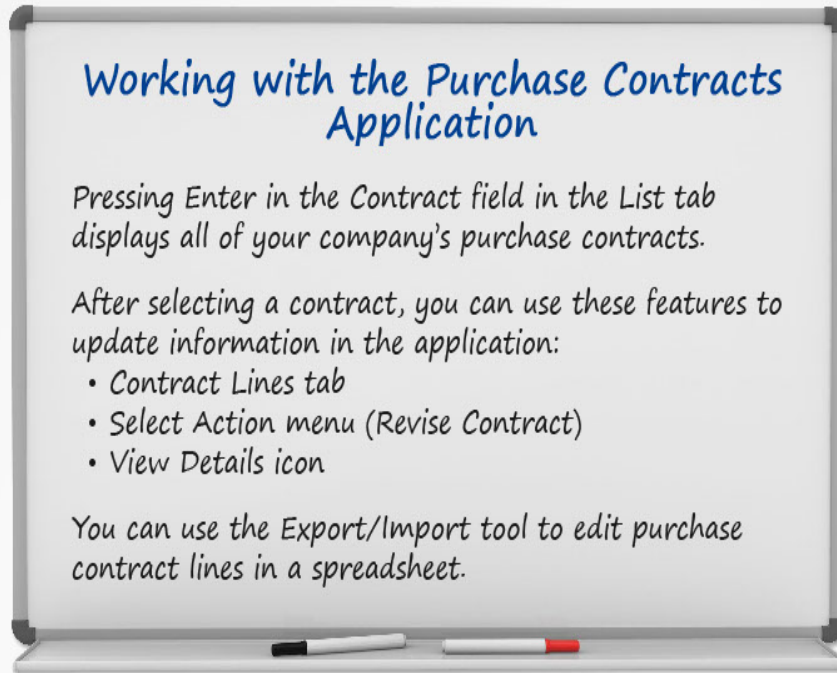 Working with the Purchase Contracts
Application
Pressing Enter in the Contract field in the List tab
displays all of your company's purchase contracts.
After selecting a contract, you can use these features to
update information in the application:
• Contract Lines tab
• Select Action menu (Revise Contract)
• View Details icon
You can use the Export/Import tool to edit purchase
contract lines in a spreadsheet.